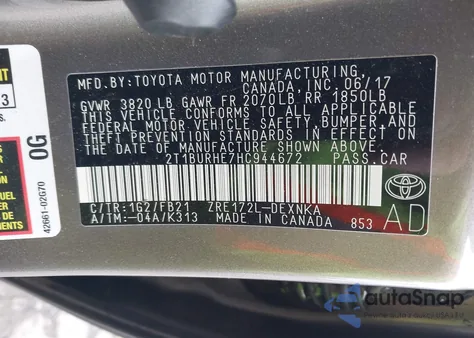 MFD.BY:TOYOTA MOTOR MANUFACTURING,
CANADA, INC. 06/17
GVWR 3820 LB GAWR FR 2070LB RR 1850LB
THIS VEHICLE CONFORMS TO ALL APPLICABLE
FEDERAL MOTOR VEHICLE SAFETY,BUMPER,AND
THEFT PREVENTION STANDARDS IN EFFECT ON
THE DATE OF MANUFACTURE SHOWN ABOVE.
2T1BURHE7HC944672 PASS.CAR
C/TR:1G2/FB21 ZRE172L-DEXNKA
A/TM:-04A/K313 MADE IN CANADA 853
TOYOTA
AD
3
0G
42661-02G70
autoSnap